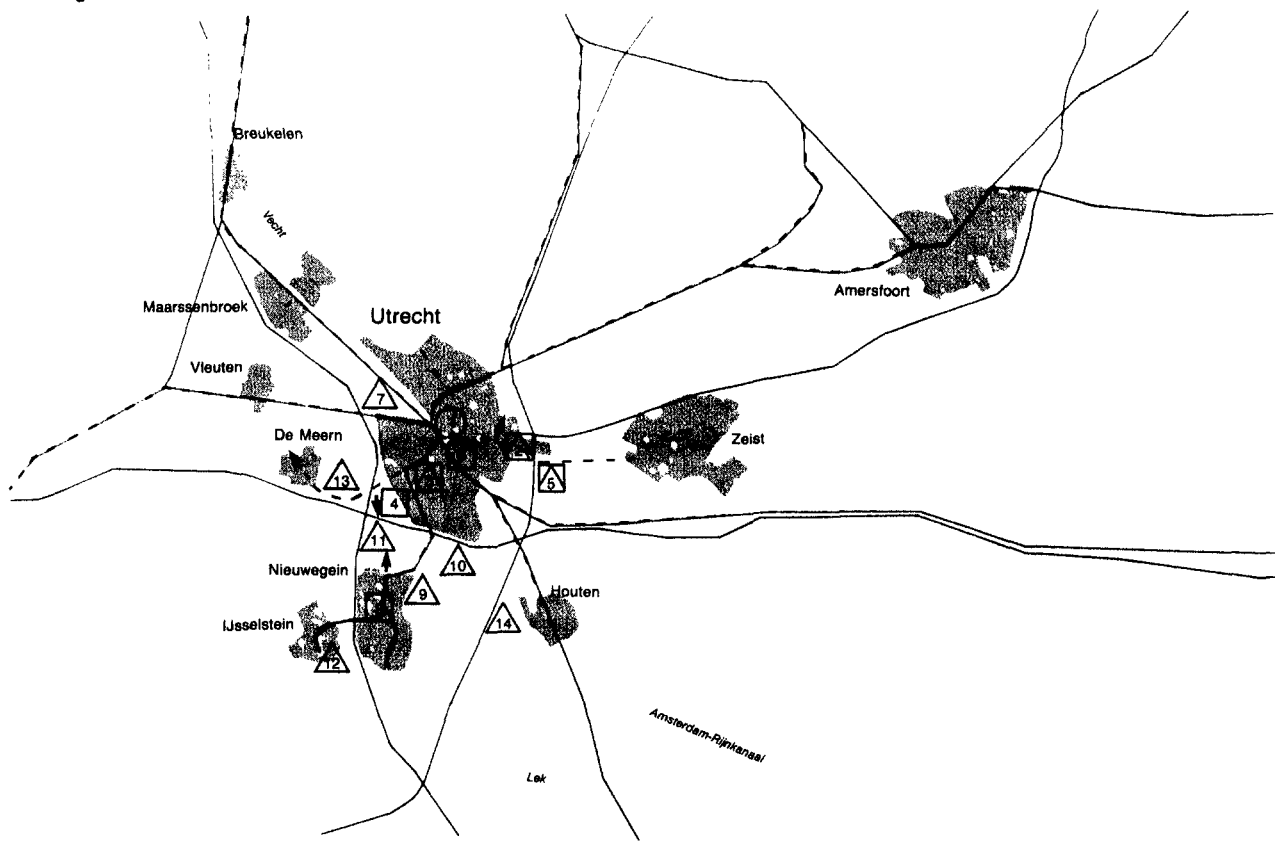 Breukelen
Vecht
Maarssenbroek
Utrecht
Amersfoort
Vleuten
7
De Meern
Zeist
13
5
4
11
Nieuwegein
10
9
Houten
IJsselstein
14
12
Amsterdam-Rijnkanaal
Lek